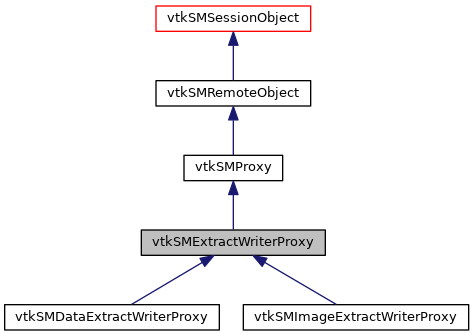 vtkSMSessionObject
vtkSMRemoteObject
vtkSMProxy
vtkSMExtractWriterProxy
vtkSMDataExtractWriterProxy
vtkSMImageExtractWriterProxy